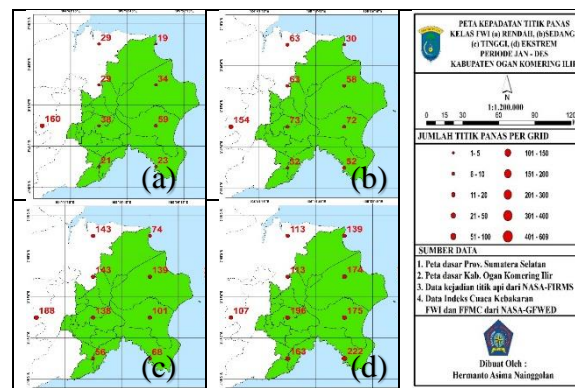 29
19
29
34
160
38
59
21
23
(a)
63
30
63
58
154
73
72
52
52
(b)
143
74
143
139
188
138
101
56
68
(c)
113
139
113
174
107
196
175
163
222
(d)
PETA KEPADATAN TITIK PANAS
KELAS FWI (a) RENDAH, (b)SEDANG
(c) TINGGI, (d) EKSTREM
PERIODE JAN - DES
KABUPATEN OGAN KOMERING ILIR
N
1:1.200.000
0 15 30 60 90 120
JUMLAH TITIK PANAS PER GRID
1- 5
101 - 150
6 - 10
151 - 200
11 - 20
201 - 300
21 - 50
301 - 400
51 - 100
401 - 609
SUMBER DATA
1. Peta dasar Prov. Sumatera Selatan
2. Peta dasar Kab. Ogan Komering Ilir
3. Data kejadian titik api dari NASA-FIRMS
4. Data Indeks Cuaca Kebakaran
FWI dan FFMC dari NASA-GFWED
Dibuat Oleh :
Hermanto Asima Nainggolan